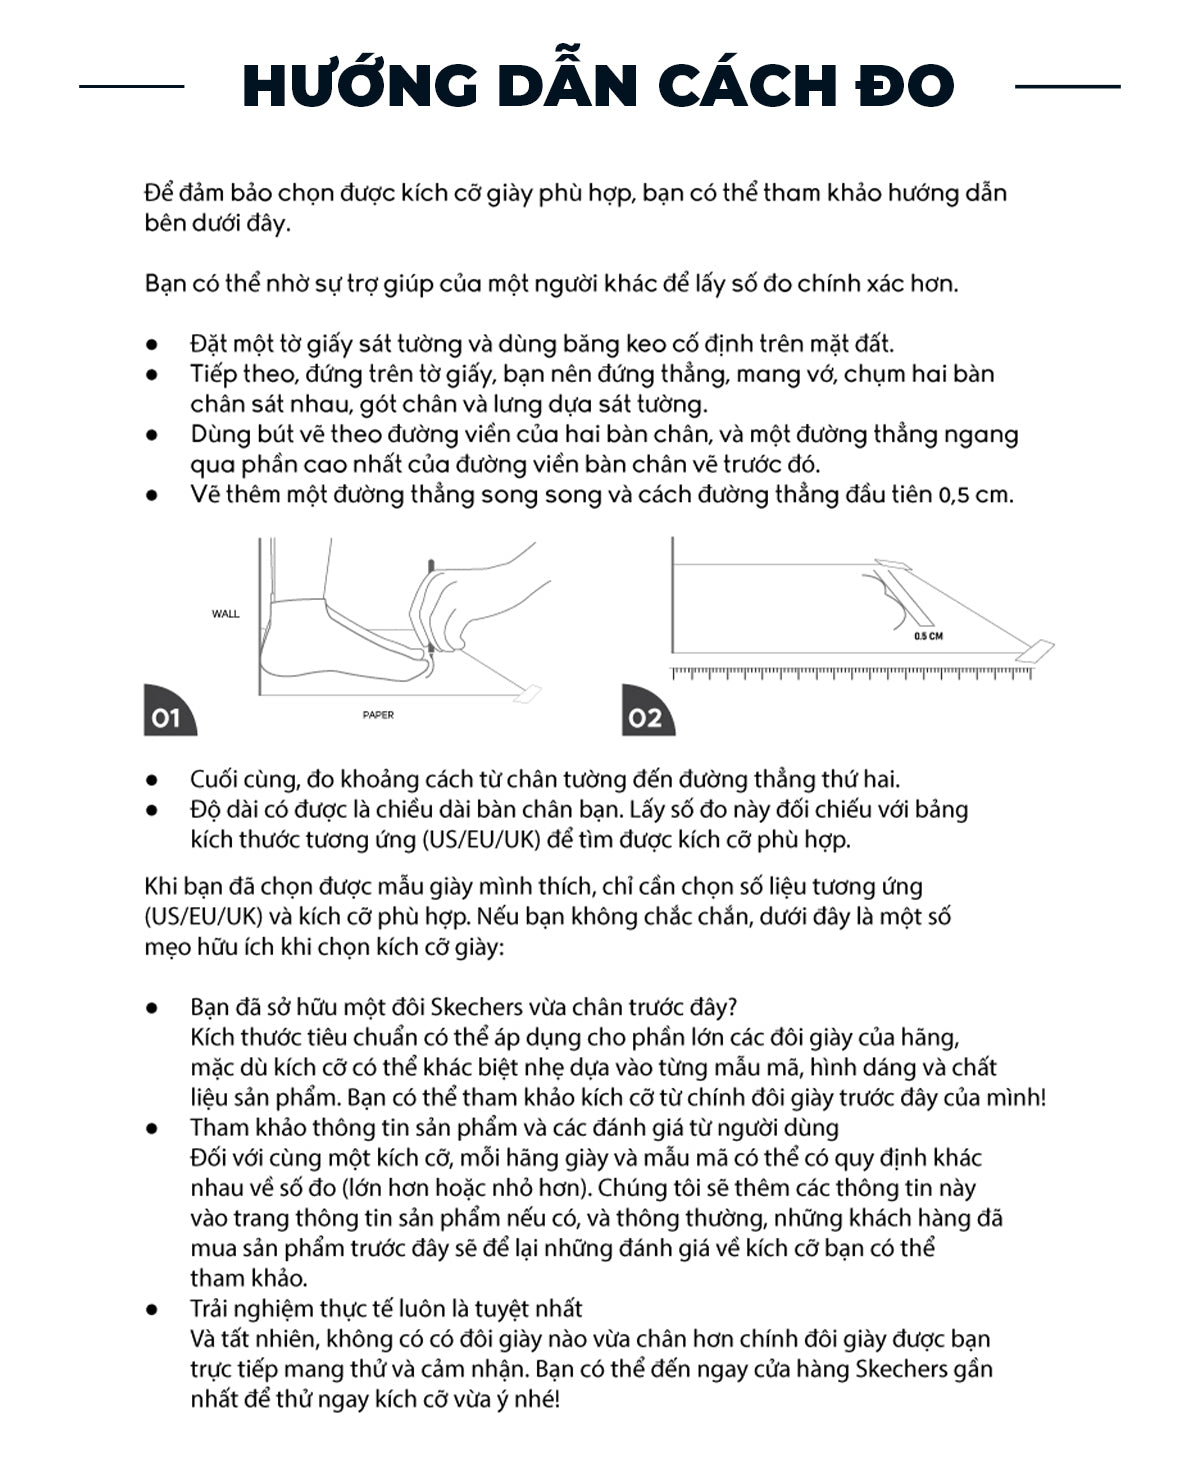 HƯỚNG DẪN CÁCH ĐO
Để đảm bảo chọn được kích cỡ giày phù hợp, bạn có thể tham khảo hướng dẫn
bên dưới đây.
Bạn có thể nhờ sự trợ giúp của một người khác để lấy số đo chính xác hơn.
● Đặt một tờ giấy sát tường và dùng băng keo cố định trên mặt đất.
● Tiếp theo, đứng trên tờ giấy, bạn nên đứng thẳng, mang vớ, chụm hai bàn
chân sát nhau, gót chân và lưng dựa sát tường.
● Dùng bút vẽ theo đường viền của hai bàn chân, và một đường thẳng ngang
qua phần cao nhất của đường viền bàn chân vẽ trước đó.
● Vẽ thêm một đường thẳng song song và cách đường thẳng đầu tiên 0,5 cm.
WALL
PAPER
01
0.5 CM
02
● Cuối cùng, đo khoảng cách từ chân tường đến đường thẳng thứ hai.
● Độ dài có được là chiều dài bàn chân bạn. Lấy số đo này đối chiếu với bảng
kích thước tương ứng (US/EU/UK) để tìm được kích cỡ phù hợp.
Khi bạn đã chọn được mẫu giày mình thích, chỉ cần chọn số liệu tương ứng
(US/EU/UK) và kích cỡ phù hợp. Nếu bạn không chắc chắn, dưới đây là một số
mẹo hữu ích khi chọn kích cỡ giày:
● Bạn đã sở hữu một đôi Skechers vừa chân trước đây?
Kích thước tiêu chuẩn có thể áp dụng cho phần lớn các đôi giày của hãng,
mặc dù kích cỡ có thể khác biệt nhẹ dựa vào từng mẫu mã, hình dáng và chất
liệu sản phẩm. Bạn có thể tham khảo kích cỡ từ chính đôi giày trước đây của mình!
● Tham khảo thông tin sản phẩm và các đánh giá từ người dùng
Đối với cùng một kích cỡ, mỗi hãng giày và mẫu mã có thể có quy định khác
nhau về số đo (lớn hơn hoặc nhỏ hơn). Chúng tôi sẽ thêm các thông tin này
vào trang thông tin sản phẩm nếu có, và thông thường, những khách hàng đã
mua sản phẩm trước đây sẽ để lại những đánh giá về kích cỡ bạn có thể
tham khảo.
● Trải nghiệm thực tế luôn là tuyệt nhất
Và tất nhiên, không có có đôi giày nào vừa chân hơn chính đôi giày được bạn
trực tiếp mang thử và cảm nhận. Bạn có thể đến ngay cửa hàng Skechers gần
nhất để thử ngay kích cỡ vừa ý nhé!